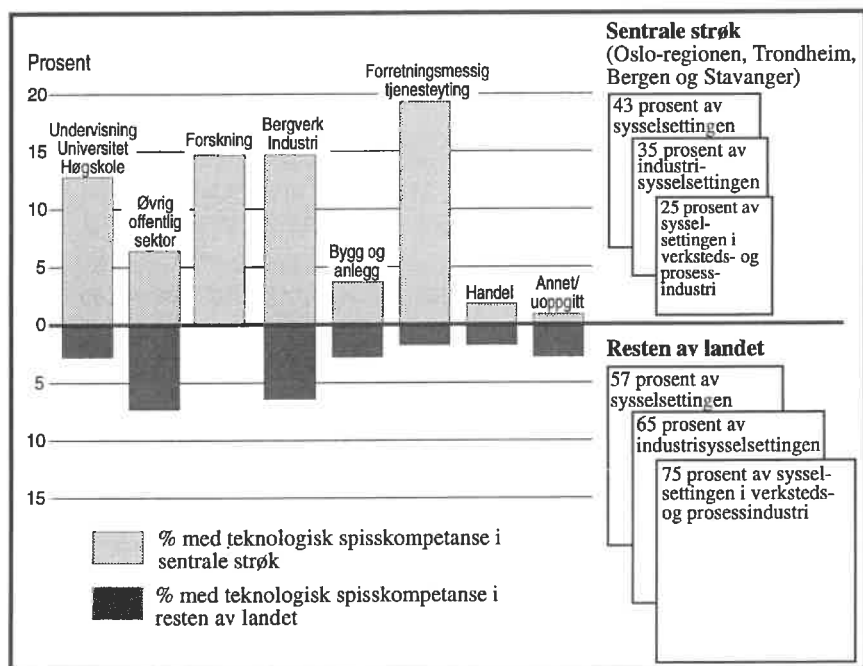 Prosent
20
15
10
5
0
5
10
15
Undervisning
Universitet
Høgskole
Øvrig
offentlig
sektor
Forskning
Bergverk
Industri
Bygg og
anlegg
Forretningsmessig
tjenesteyting
Handel
Annet/
uoppgitt
% med teknologisk spisskompetanse i
sentrale strøk
% med teknologisk spisskompetanse i
resten av landet
Sentrale strøk
(Oslo-regionen, Trondheim,
Bergen og Stavanger)
43 prosent av
sysselsettingen
35 prosent av
industri-
sysselsettingen
25 prosent av
syssel-
settingen i
verksteds- og
prosess-
industri
Resten av landet
57 prosent av
sysselsettingen
65 prosent av
industrisysselsettingen
75 prosent av syssel-
settingen i verksteds-
og prosessindustri